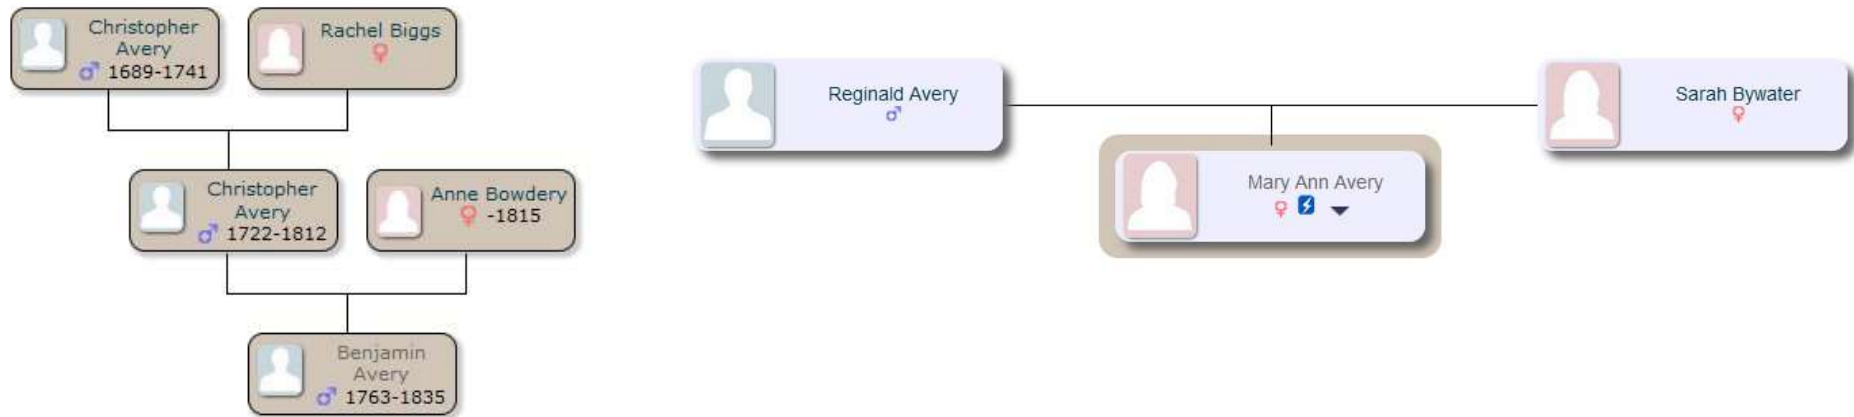 Christopher
Avery
♂ 1689-1741
Rachel Biggs
♀
Christopher
Avery
♂ 1722-1812
Anne Bowdery
♀ -1815
Benjamin
Avery
♂ 1763-1835
Reginald Avery
♂
Sarah Bywater
♀
Mary Ann Avery
♀